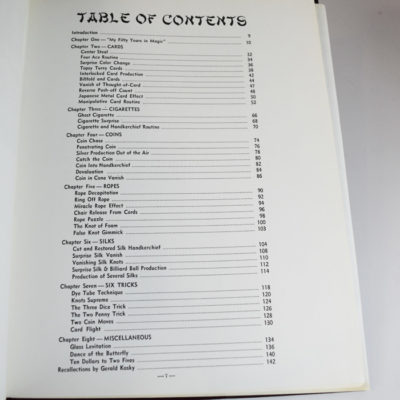 TABLE OF CONTENTS
Introduction 9
Chapter One — "My Fifty Years in Magic" 13
Chapter Two — CARDS
Center Steal 32
Four Ace Routine 34
Surprise Color Change 36
Topsy Turvy Cards 38
Interlocked Card Production 42
Billfold and Cards 44
Vanish of Thought-of-Card 47
Reverse Push-off Count 48
Japanese Metal Card Effect 50
Manipulative Card Routine 53
Chapter Three — CIGARETTES
Ghost Cigarette 66
Cigarette Surprise 68
Cigarette and Handkerchief Routine 70
Chapter Four — COINS
Coin Chase 74
Penetrating Coin 76
Silver Production Out of the Air 78
Catch the Coin 80
Coin Into Handkerchief 82
Devaluation 84
Coin in Cone Vanish 86
Chapter Five — ROPES
Rope Decapitation 90
Ring Off Rope 92
Miracle Rope Effect 94
Chair Release From Cords 96
Rope Puzzle 98
The Knot of Foam 100
False Knot Gimmick 103
Chapter Six — SILKS
Cut and Restored Silk Handkerchief 104
Surprise Silk Vanish 108
Vanishing Silk Knots 110
Surprise Silk & Billiard Ball Production 112
Production of Several Silks 114
Chapter Seven — SIX TRICKS
Dye Tube Technique 118
Knots Supreme 120
The Three Dice Trick 124
The Two Penny Trick 126
Two Coin Moves 128
Card Flight 130
Chapter Eight — MISCELLANEOUS
Glass Levitation 134
Dance of the Butterfly 136
Ten Dollars to Two Fives 140
Recollections by Gerald Kosky 142